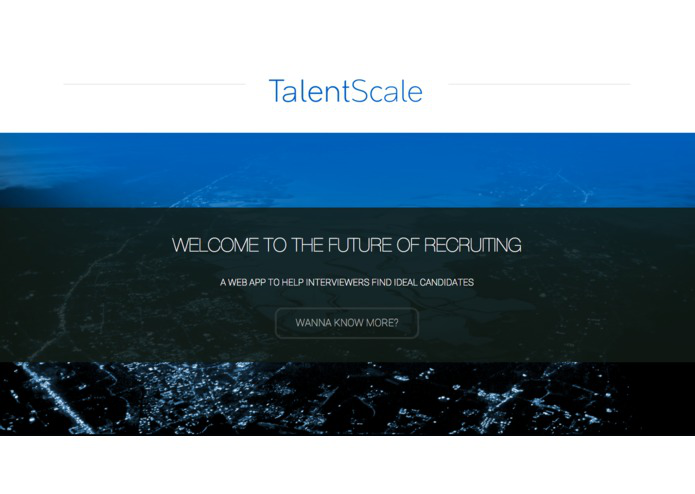 TalentScale
WELCOME TO THE FUTURE OF RECRUITING
A WEB APP TO HELP INTERVIEWERS FIND IDEAL CANDIDATES
WANNA KNOW MORE?